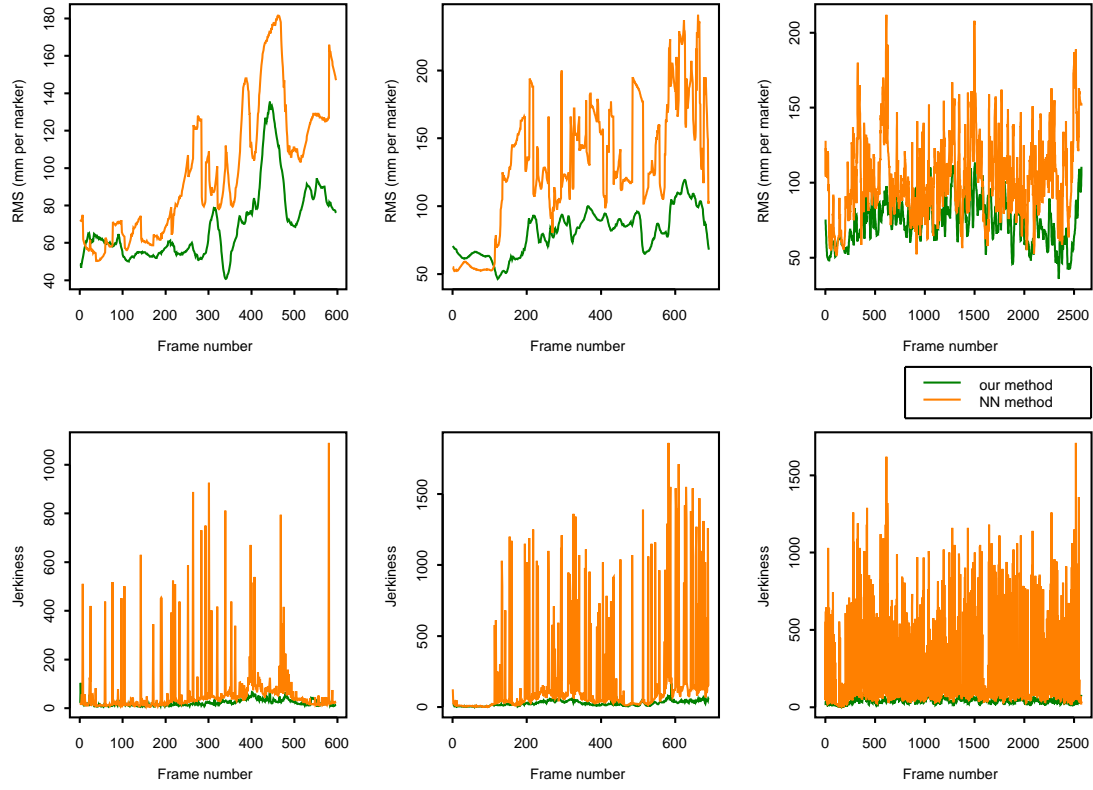 RMS (mm per marker)
40 60 80 100 120 140 160 180
0 100 200 300 400 500 600
Frame number
RMS (mm per marker)
50 100 150 200
0 200 400 600
Frame number
RMS (mm per marker)
50 100 150 200
0 500 1000 1500 2000 2500
Frame number
our method
NN method
Jerkiness
0 200 400 600 800 1000
0 100 200 300 400 500 600
Frame number
Jerkiness
0 500 1000 1500
0 200 400 600
Frame number
Jerkiness
0 500 1000 1500
0 500 1000 1500 2000 2500
Frame number